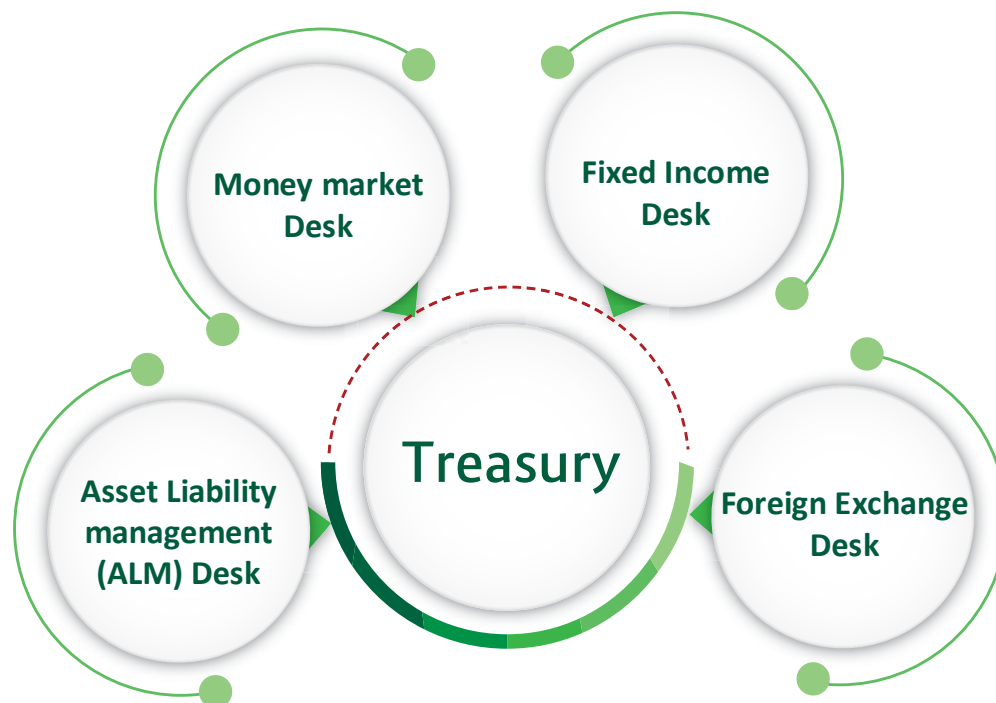 Money market
Desk
Fixed Income
Desk
Asset Liability
management
(ALM) Desk
Treasury
Foreign Exchange
Desk